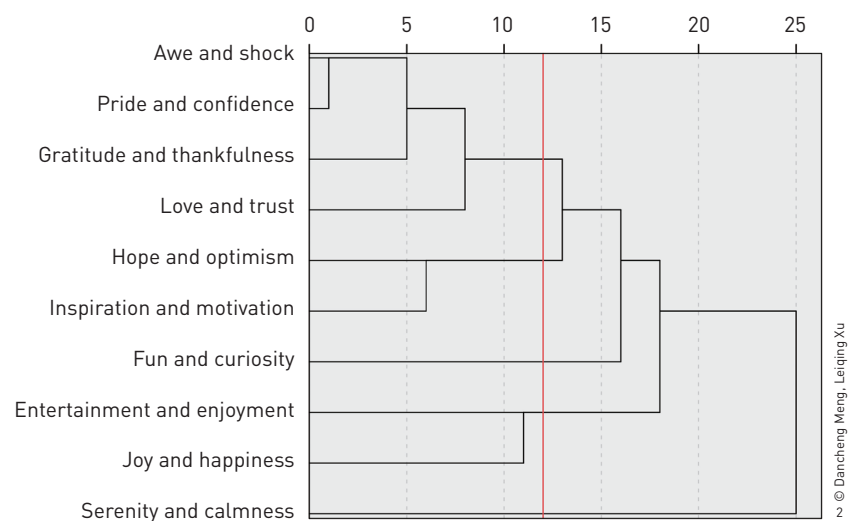 0 5 10 15 20 25
Awe and shock
Pride and confidence
Gratitude and thankfulness
Love and trust
Hope and optimism
Inspiration and motivation
Fun and curiosity
Entertainment and enjoyment
Joy and happiness
Serenity and calmness
© Dancheng Meng, Leiqing Xu
2